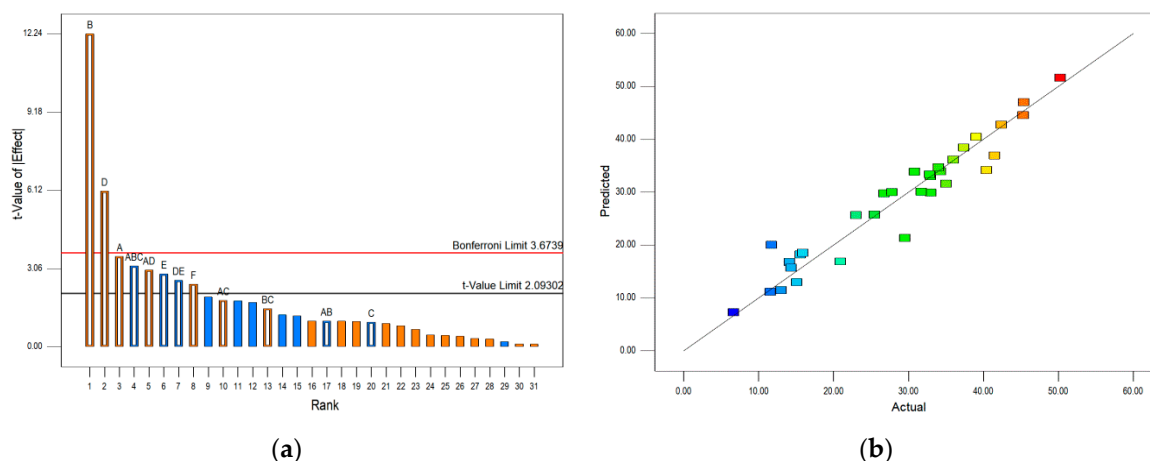 12.24
9.18
6.12
3.06
0.00
t-Value of |Effect|
B
D
A
ABC
AD
E
DE
F
AC
BC
AB
C
Bonferroni Limit 3.6739
t-Value Limit 2.09302
1 2 3 4 5 6 7 8 9 10 11 12 13 14 15 16 17 18 19 20 21 22 23 24 25 26 27 28 29 30 31
Rank
(a)
60.00
50.00
40.00
30.00
20.00
10.00
0.00
Predicted
0.00 10.00 20.00 30.00 40.00 50.00 60.00
Actual
(b)